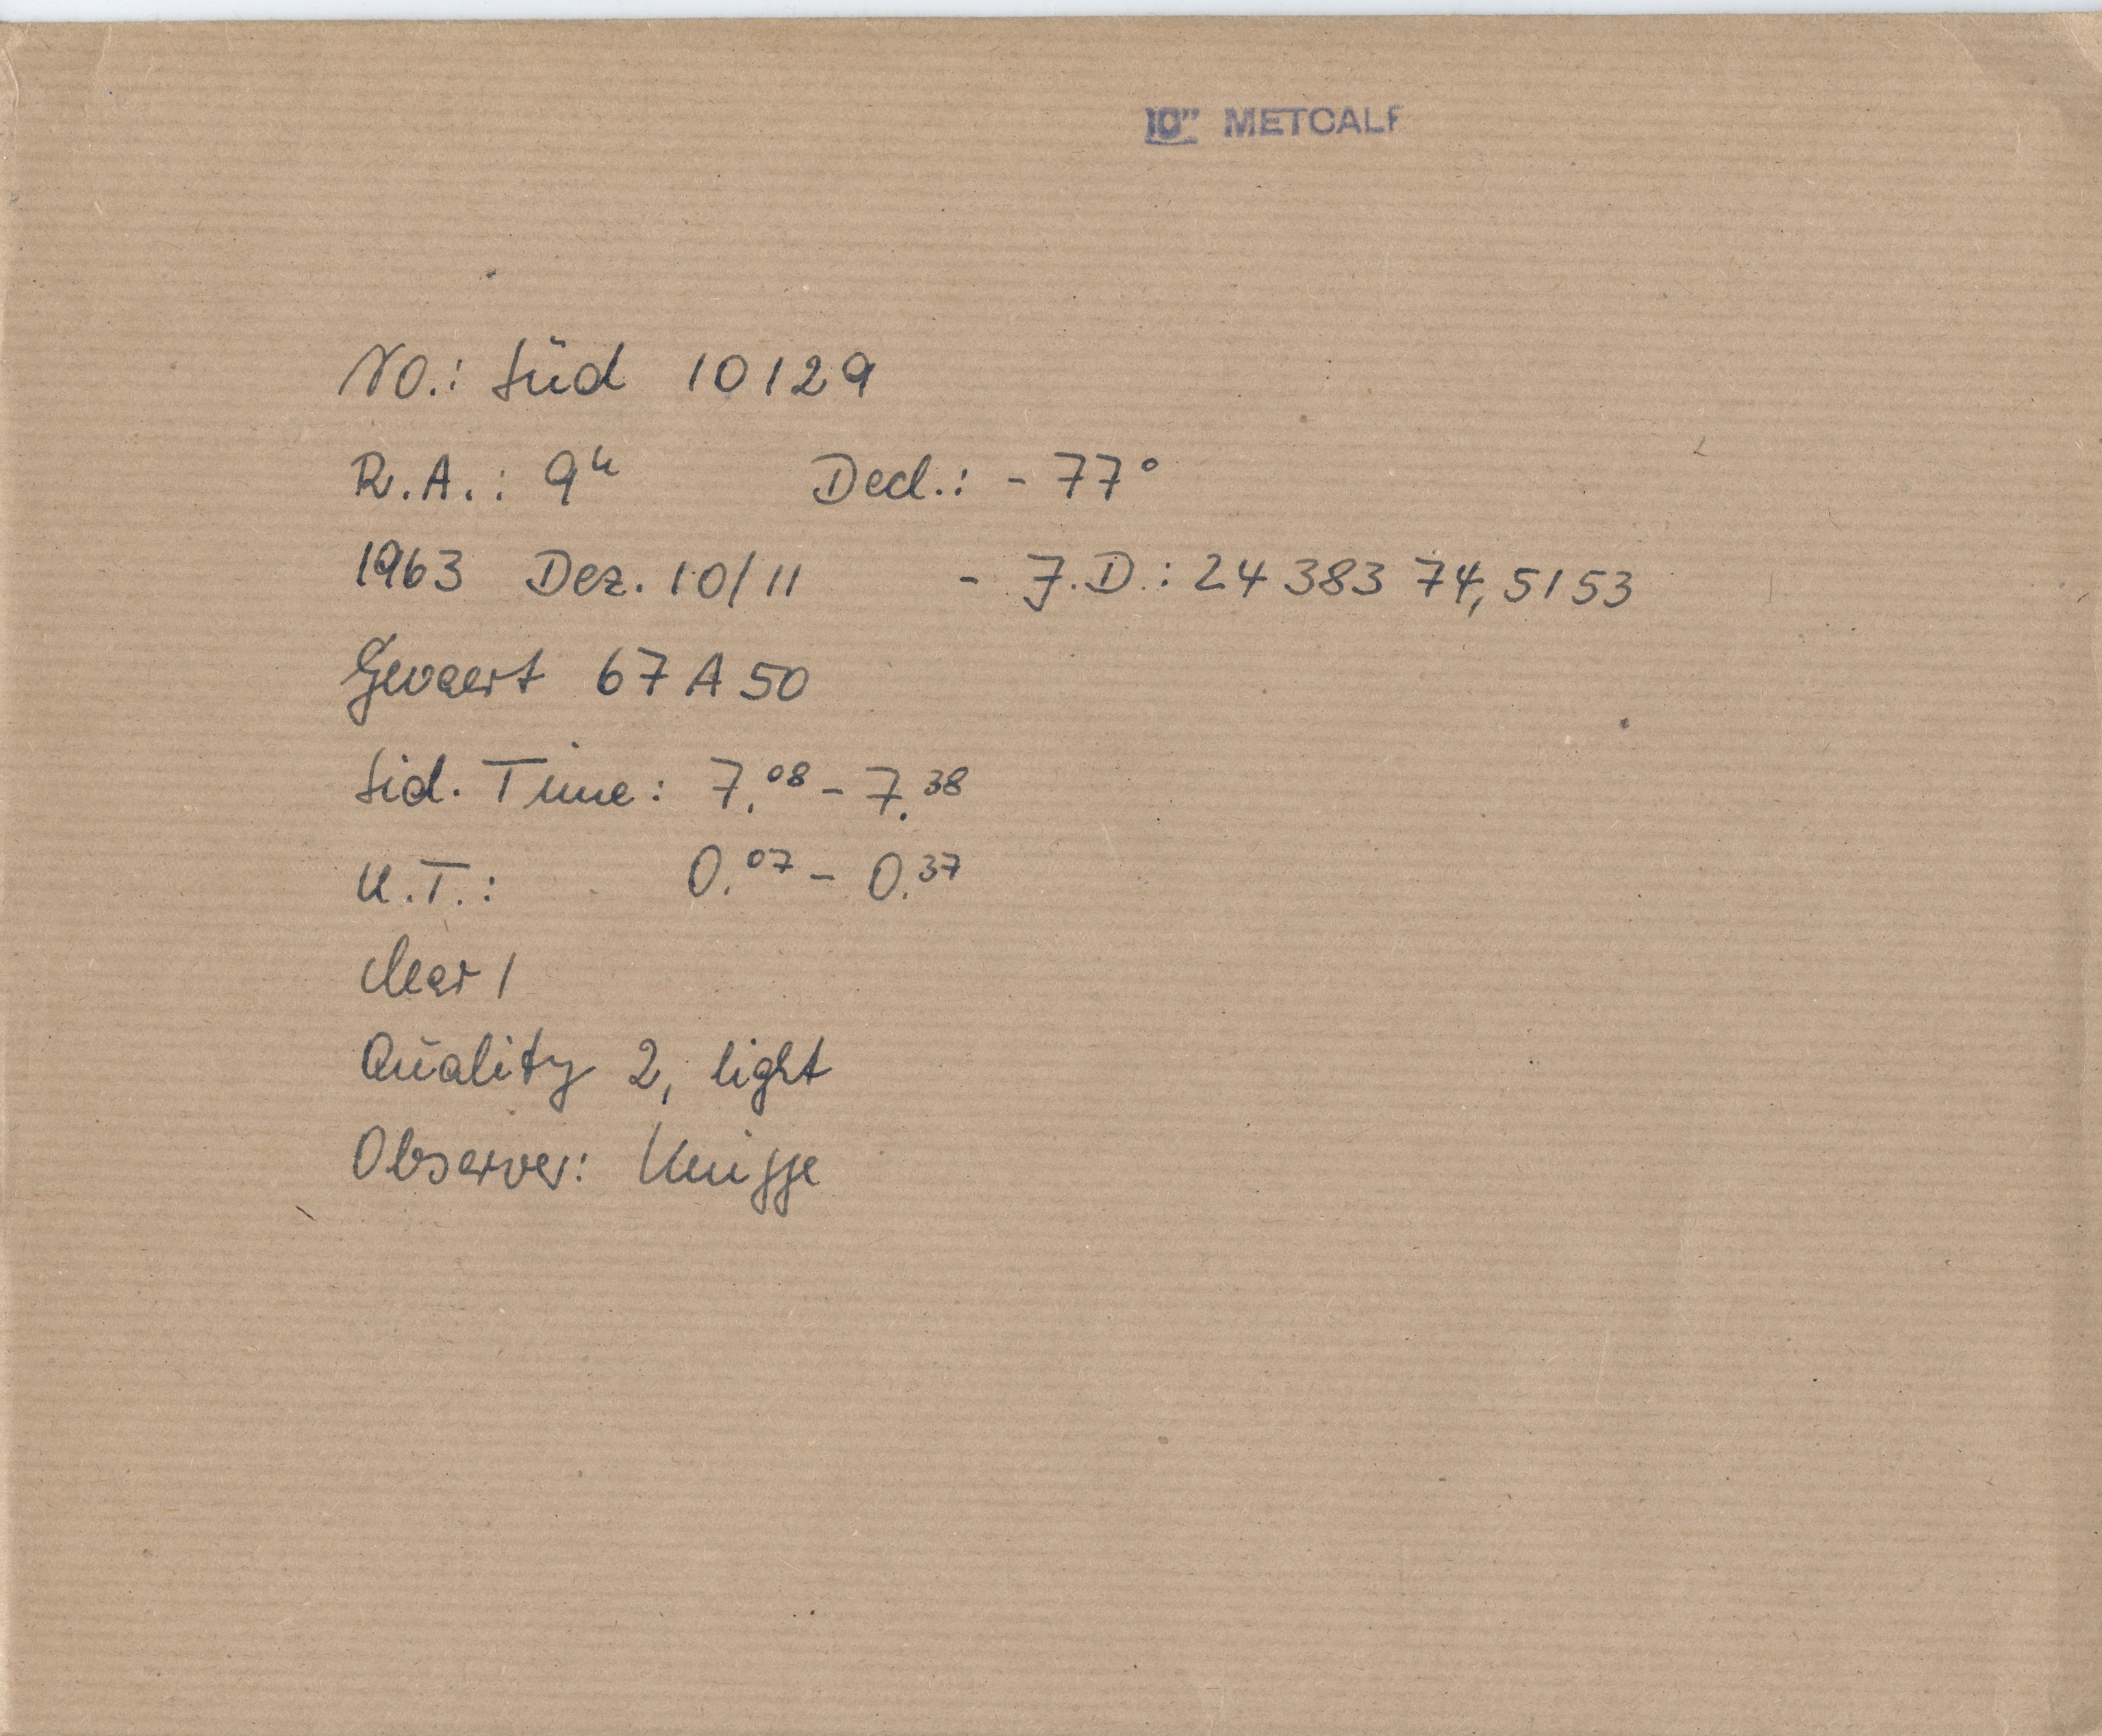 10" METCALF
No.: Süd 10129
R.A.: 9ʰ Decl.: - 77°
1963 Dez. 10/11 - J.D.: 24 383 74,5153
Gevaert 67 A 50
Sid. Time: 7.⁰⁸ - 7.³⁸
U.T.: 0.⁰⁷ - 0.³⁷
clear 1
Quality 2, light
Observer: Knigge